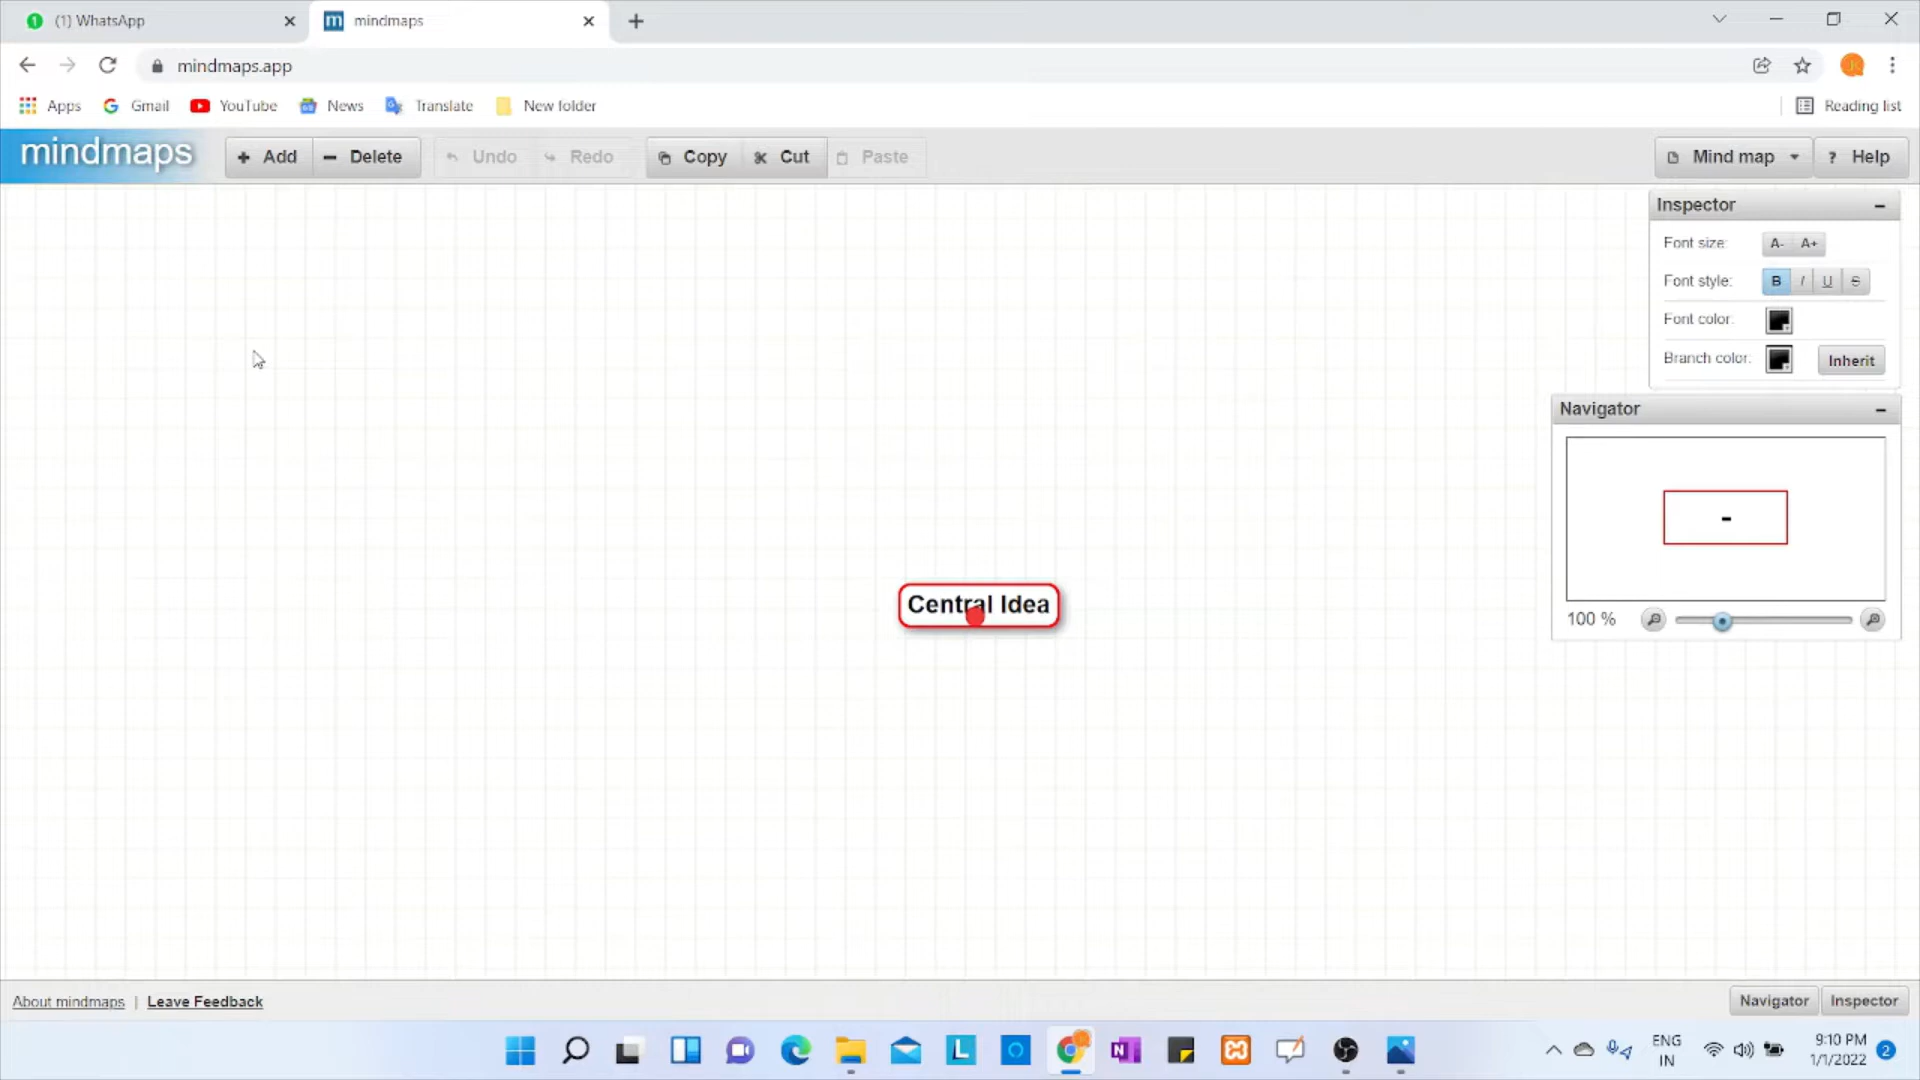 (1) WhatsApp
mindmaps
mindmaps.app
Apps
Gmail
YouTube
News
Translate
New folder
Reading list
mindmaps
Add
Delete
Undo
Redo
Copy
Cut
Paste
Mind map
? Help
Inspector
Font size:
A- A+
Font style:
B I U S
Font color:
Branch color:
Inherit
Navigator
100 %
Central Idea
About mindmaps | Leave Feedback
Navigator
Inspector
ENG
IN
9:10 PM
1/1/2022
2